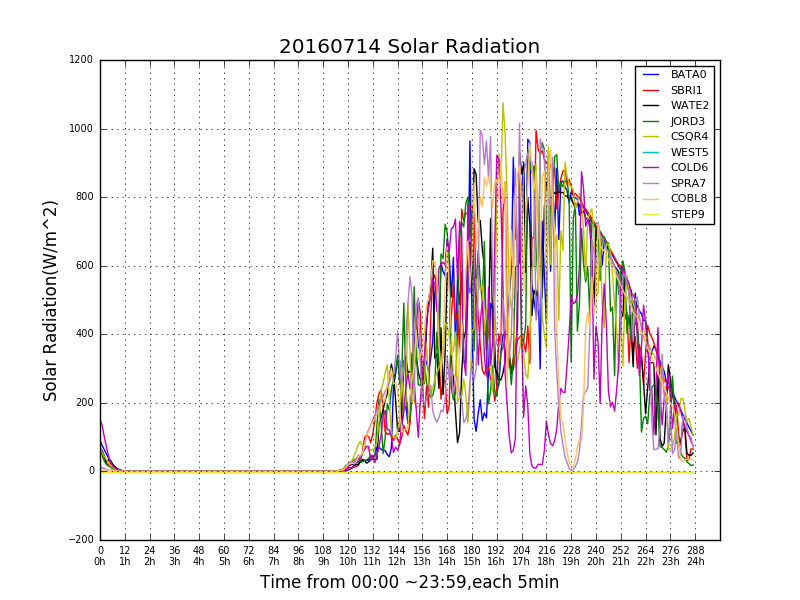 20160714 Solar Radiation
1200
1000
800
600
400
200
0
−200
Solar Radiation(W/m^2)
BATA0
SBRI1
WATE2
JORD3
CSQR4
WEST5
COLD6
SPRA7
COBL8
STEP9
0 12 24 36 48 60 72 84 96 108 120 132 144 156 168 180 192 204 216 228 240 252 264 276 288
0h 1h 2h 3h 4h 5h 6h 7h 8h 9h 10h 11h 12h 13h 14h 15h 16h 17h 18h 19h 20h 21h 22h 23h 24h
Time from 00:00 ~23:59,each 5min